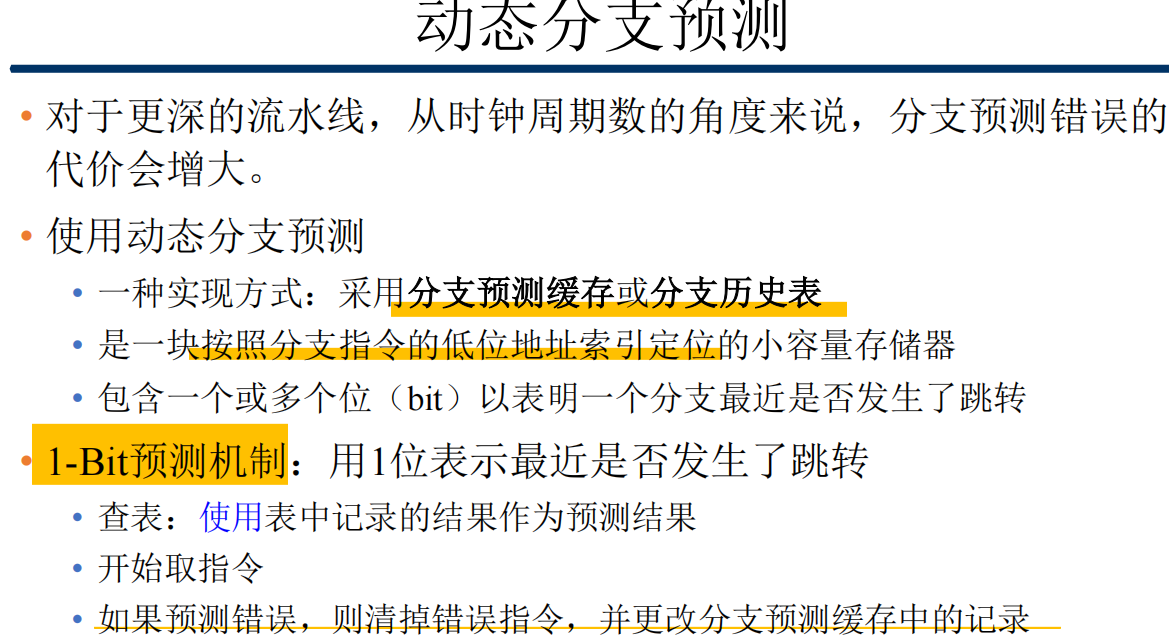 动态分支预测
• 对于更深的流水线，从时钟周期数的角度来说，分支预测错误的
代价会增大。
• 使用动态分支预测
• 一种实现方式：采用分支预测缓存或分支历史表
• 是一块按照分支指令的低位地址索引定位的小容量存储器
• 包含一个或多个位（bit）以表明一个分支最近是否发生了跳转
• 1-Bit预测机制：用1位表示最近是否发生了跳转
• 查表：使用表中记录的结果作为预测结果
• 开始取指令
• 如果预测错误，则清掉错误指令，并更改分支预测缓存中的记录